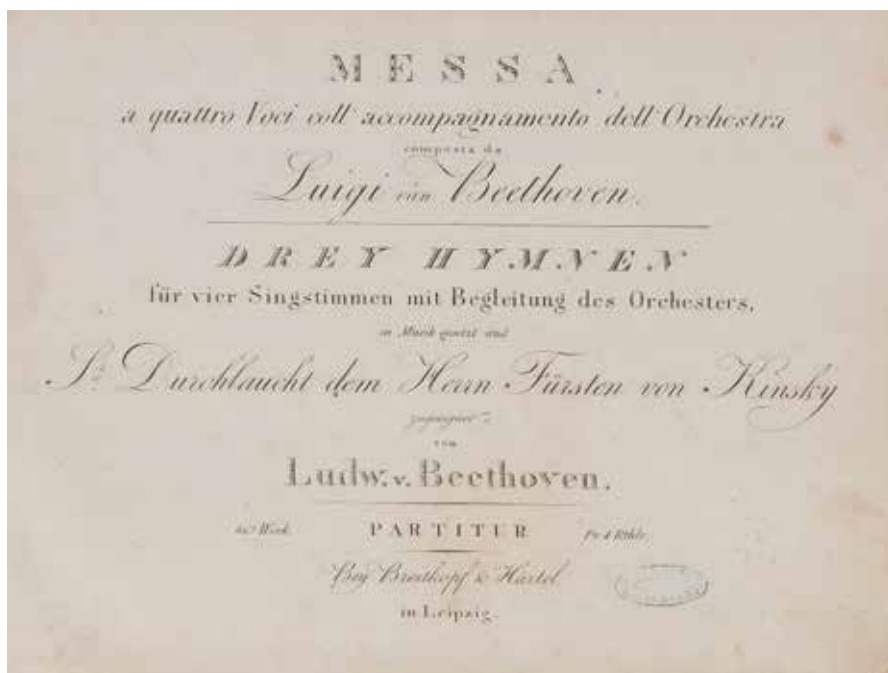 MESSA
a quattro Voci coll' accompagnamento dell' Orchestra
composta da
Luigi van Beethoven.
DREY HYMNEN
für vier Singstimmen mit Begleitung des Orchesters,
in Musik gesetzt und
Sr. Durchlaucht dem Herrn Fürsten von Kinsky
zugeeignet
von
Ludw. v. Beethoven.
Werk. PARTITUR Pr.
Bey Breitkopf & Härtel
in Leipzig.